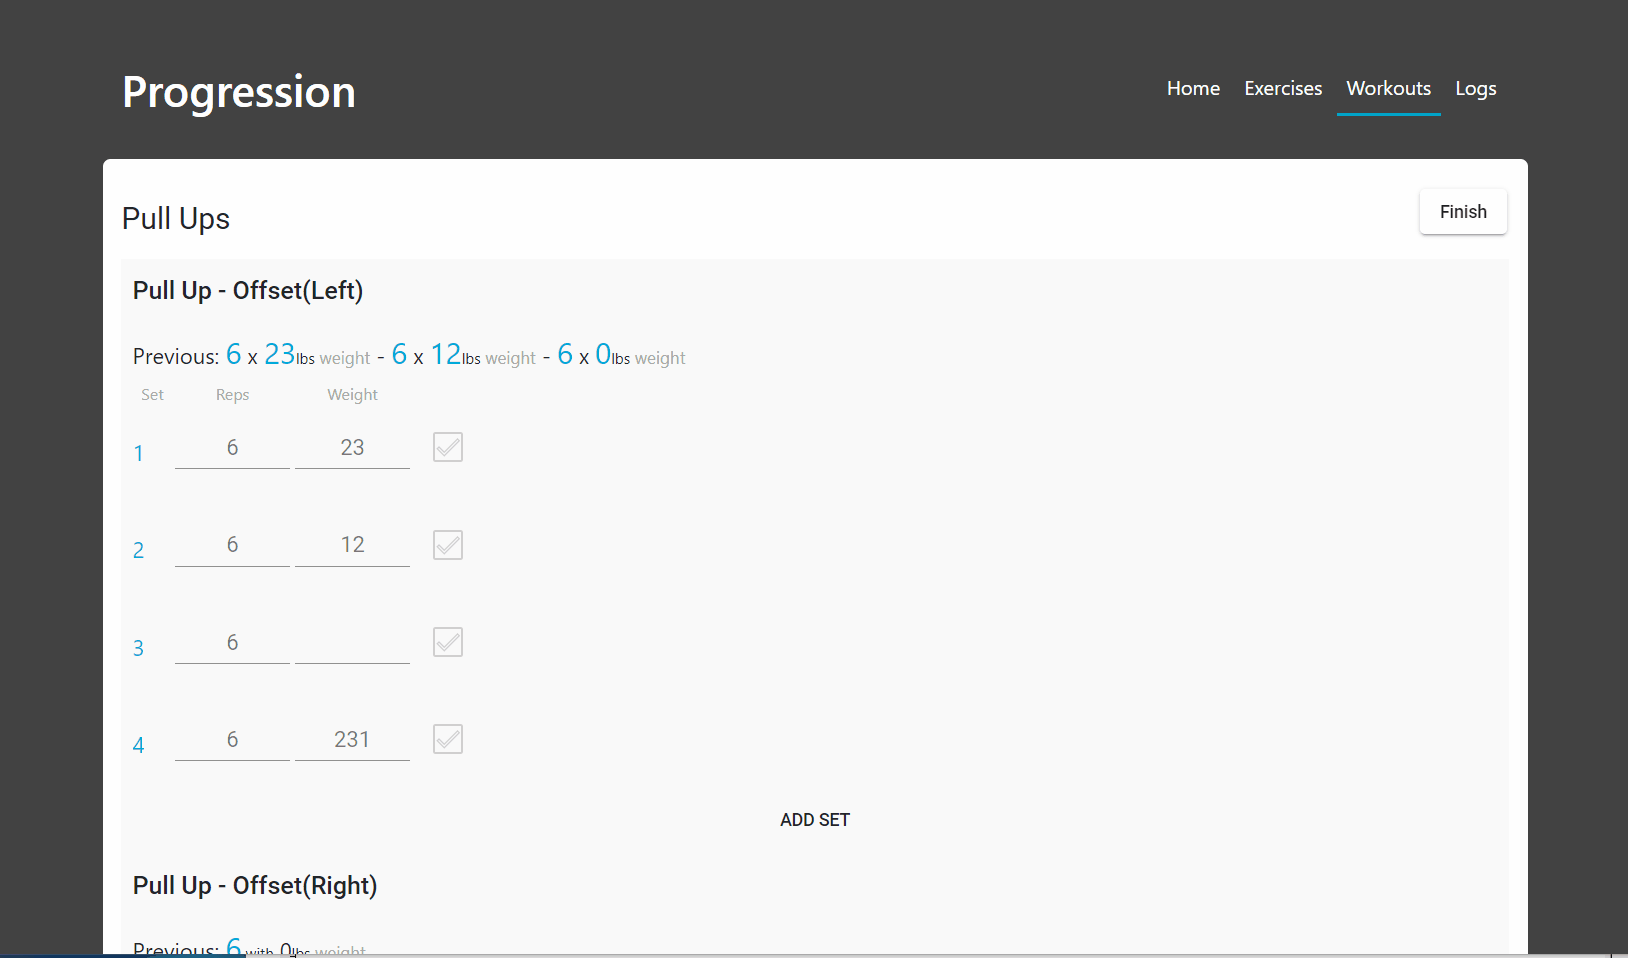 Progression
Home Exercises Workouts Logs
Pull Ups
Finish
Pull Up - Offset(Left)
Previous: 6 x 23lbs weight - 6 x 12lbs weight - 6 x 0lbs weight
Set Reps Weight
1 6 23
2 6 12
3 6
4 6 231
ADD SET
Pull Up - Offset(Right)
Previous: 6 with 0lbs weight